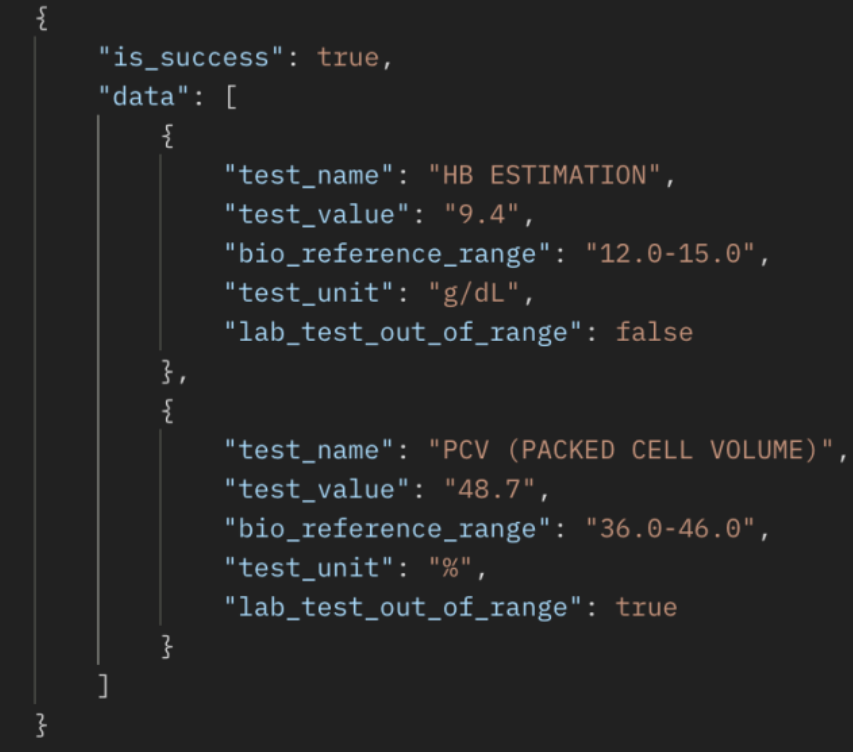 {
"is_success": true,
"data": [
{
"test_name": "HB ESTIMATION",
"test_value": "9.4",
"bio_reference_range": "12.0-15.0",
"test_unit": "g/dL",
"lab_test_out_of_range": false
},
{
"test_name": "PCV (PACKED CELL VOLUME)",
"test_value": "48.7",
"bio_reference_range": "36.0-46.0",
"test_unit": "%",
"lab_test_out_of_range": true
}
]
}